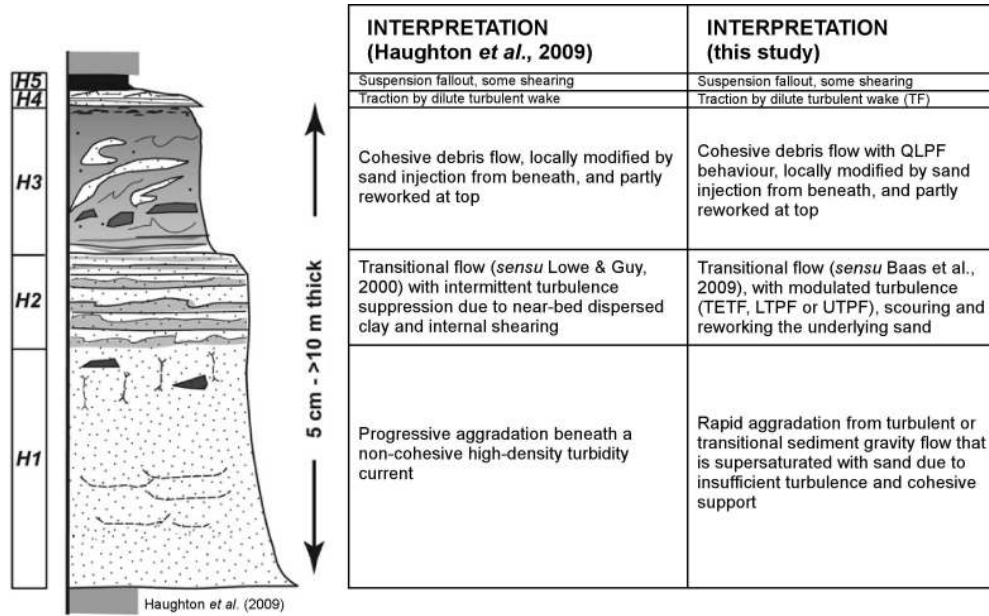 INTERPRETATION
(Haughton et al., 2009)
INTERPRETATION
(this study)
H5
Suspension fallout, some shearing
Suspension fallout, some shearing
H4
Traction by dilute turbulent wake
Traction by dilute turbulent wake (TF)
H3
Cohesive debris flow, locally modified by
sand injection from beneath, and partly
reworked at top
Cohesive debris flow with QLPF
behaviour, locally modified by sand
injection from beneath, and partly
reworked at top
H2
Transitional flow (sensu Lowe & Guy,
2000) with intermittent turbulence
suppression due to near-bed dispersed
clay and internal shearing
Transitional flow (sensu Baas et al.,
2009), with modulated turbulence
(TETF, LTPF or UTPF), scouring and
reworking the underlying sand
H1
Progressive aggradation beneath a
non-cohesive high-density turbidity
current
Rapid aggradation from turbulent or
transitional sediment gravity flow that
is supersaturated with sand due to
insufficient turbulence and cohesive
support
5 cm - >10 m thick
Haughton et al. (2009)